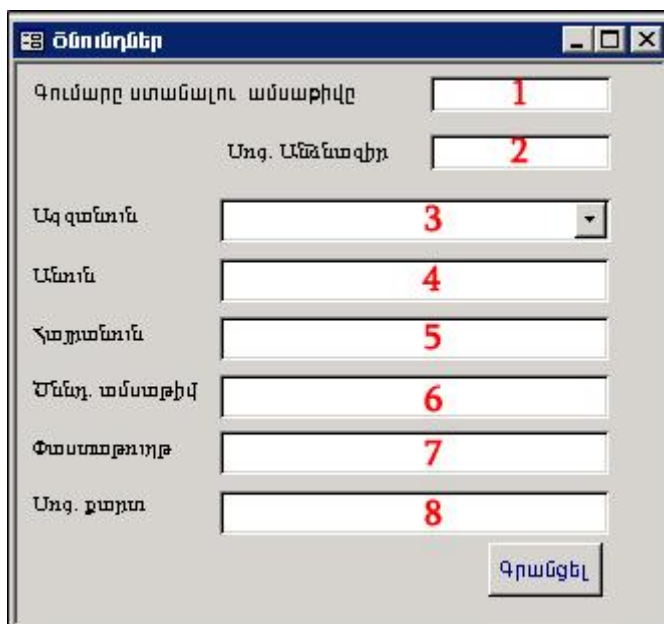 Ծնունդներ
Գումարը ստանալու ամսաթիվը 1
Սոց. Անձնագիր 2
Ազգանուն 3
Անուն 4
Հայրանուն 5
Ծննդ. ամսաթիվ 6
Փաստաթուղթ 7
Սոց. քարտ 8
Գրանցել